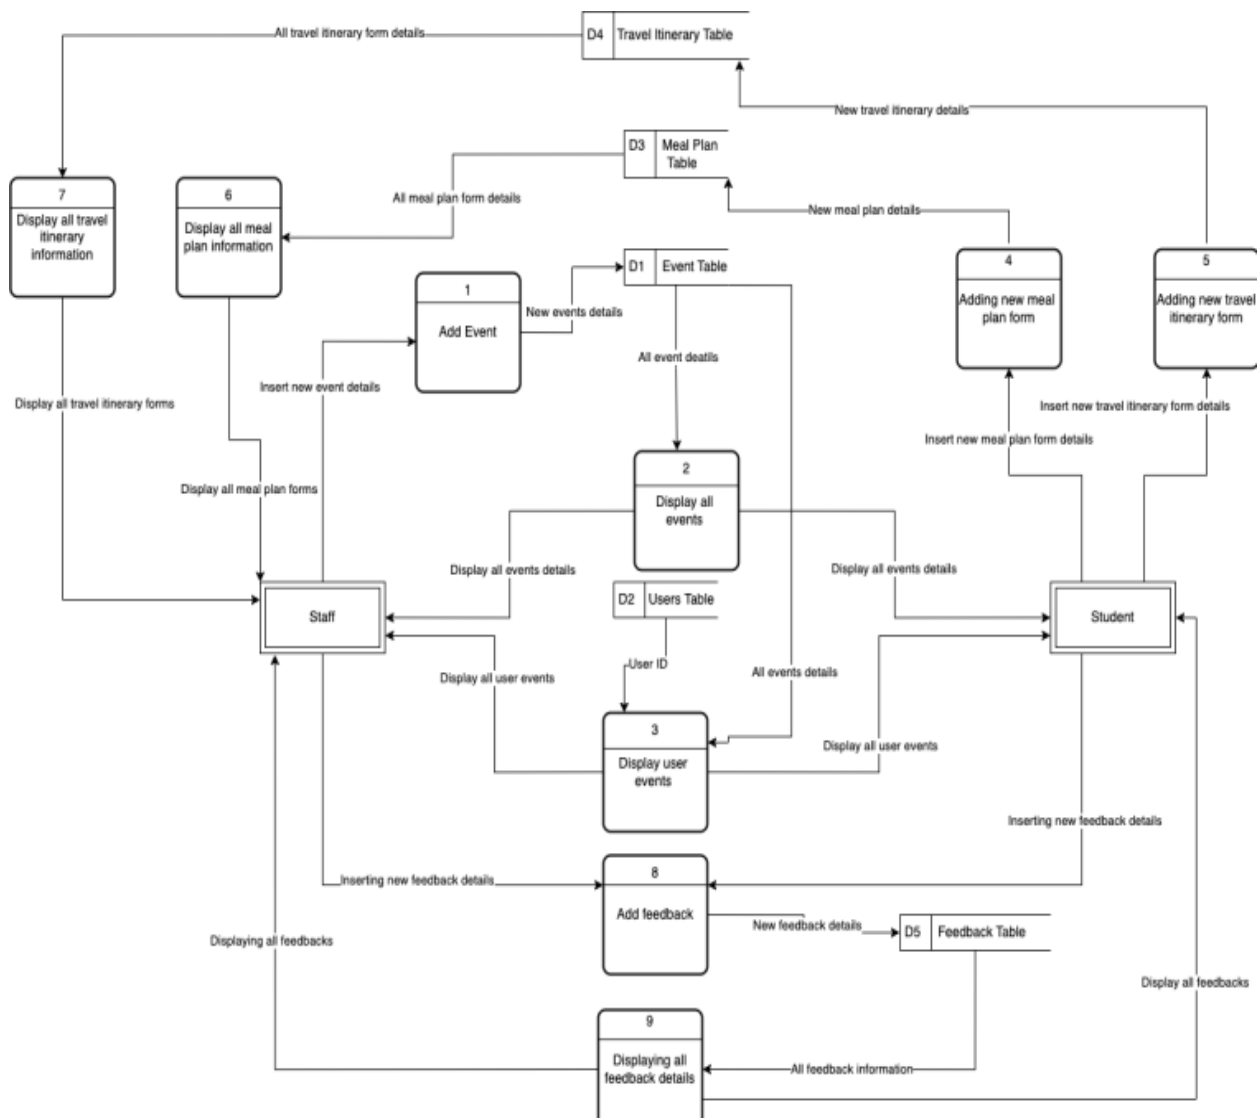 All travel itinerary form details
D4 Travel Itinerary Table
New travel itinerary details
D3 Meal Plan
Table
7
Display all travel
itinerary
information
6
Display all meal
plan information
All meal plan form details
New meal plan details
D1 Event Table
1
Add Event
New events details
4
Adding new meal
plan form
5
Adding new travel
itinerary form
All event deatils
Insert new event details
Display all travel itinerary forms
Insert new travel itinerary form details
Insert new meal plan form details
Display all meal plan forms
2
Display all
events
Display all events details
Display all events details
D2 Users Table
Staff
Student
User ID
Display all user events
All events details
3
Display user
events
Display all user events
Inserting new feedback details
8
Add feedback
Inserting new feedback details
New feedback details
D5 Feedback Table
Displaying all feedbacks
Display all feedbacks
9
Displaying all
feedback details
All feedback information